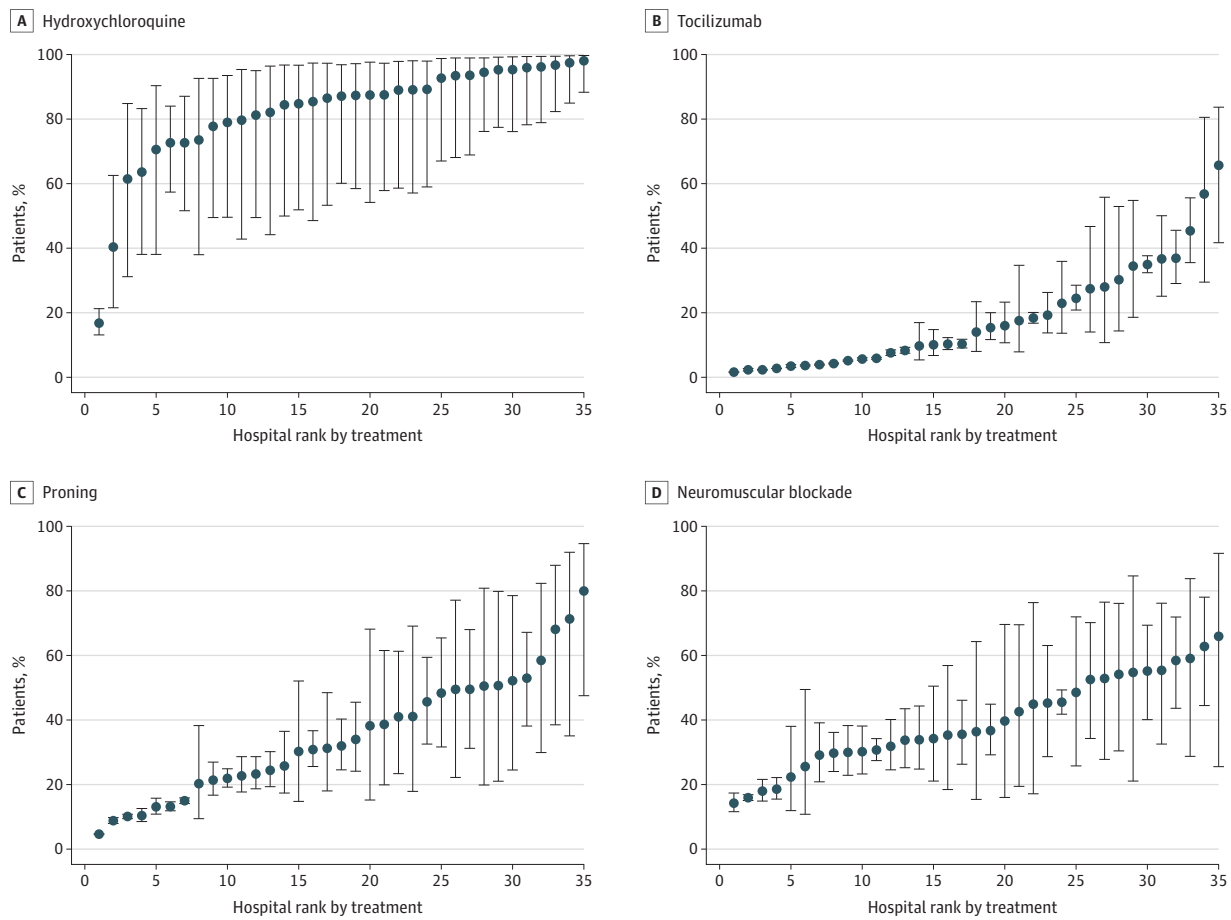 A Hydroxychloroquine
100
80
60
40
20
0
Patients, %
0 5 10 15 20 25 30 35
Hospital rank by treatment
B Tocilizumab
100
80
60
40
20
0
Patients, %
0 5 10 15 20 25 30 35
Hospital rank by treatment
C Proning
100
80
60
40
20
0
Patients, %
0 5 10 15 20 25 30 35
Hospital rank by treatment
D Neuromuscular blockade
100
80
60
40
20
0
Patients, %
0 5 10 15 20 25 30 35
Hospital rank by treatment